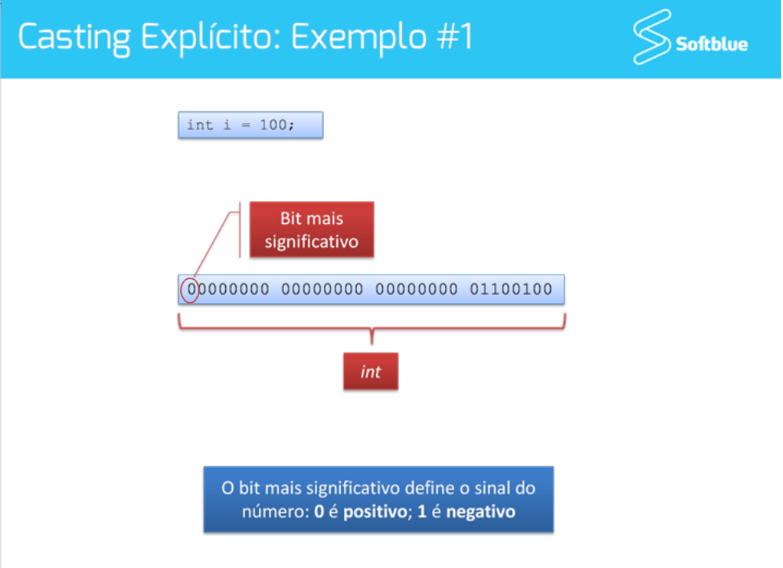 Casting Explícito: Exemplo #1
Softblue
int i = 100;
Bit mais
significativo
00000000 00000000 00000000 01100100
int
O bit mais significativo define o sinal do
número: 0 é positivo; 1 é negativo